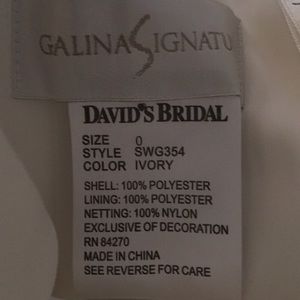 GALINA SIGNATU
DAVID'S BRIDAL
SIZE 0
STYLE SWG354
COLOR IVORY
SHELL: 100% POLYESTER
LINING: 100% POLYESTER
NETTING: 100% NYLON
EXCLUSIVE OF DECORATION
RN 84270
MADE IN CHINA
SEE REVERSE FOR CARE